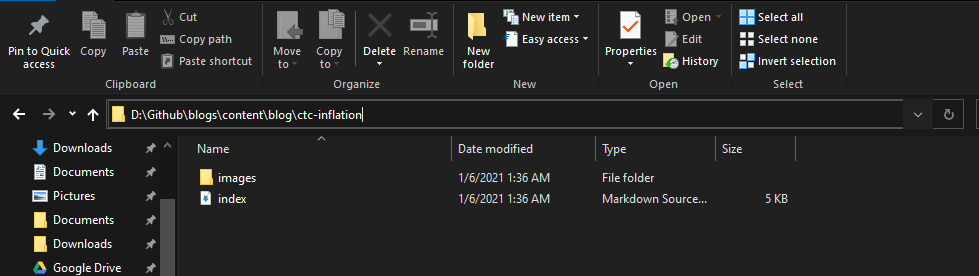 Pin to Quick access
Copy
Paste
Cut
Copy path
Paste shortcut
Clipboard
Move to
Copy to
Delete
Rename
Organize
New folder
New item
Easy access
New
Properties
Open
Edit
History
Open
Select all
Select none
Invert selection
Select
D:\Github\blogs\content\blog\ctc-inflation
Downloads
Documents
Pictures
Documents
Downloads
Google Drive
Name Date modified Type Size
images 1/6/2021 1:36 AM File folder
index 1/6/2021 1:36 AM Markdown Source... 5 KB